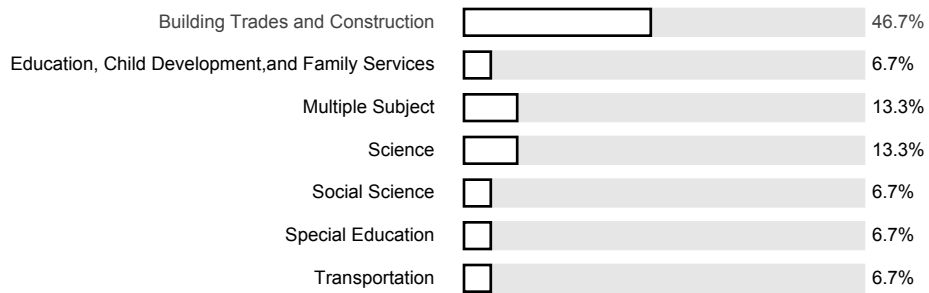 Building Trades and Construction 46.7%
Education, Child Development,and Family Services 6.7%
Multiple Subject 13.3%
Science 13.3%
Social Science 6.7%
Special Education 6.7%
Transportation 6.7%